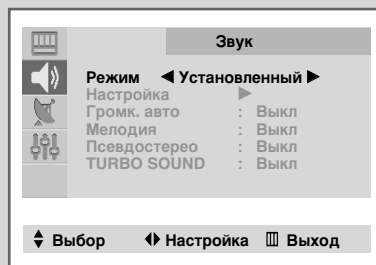 Звук
Режим ◀ Установленный ▶
Настройка ▶
Громк. авто : Выкл
Мелодия : Выкл
Псевдостерео : Выкл
TURBO SOUND : Выкл
Выбор Настройка Выход